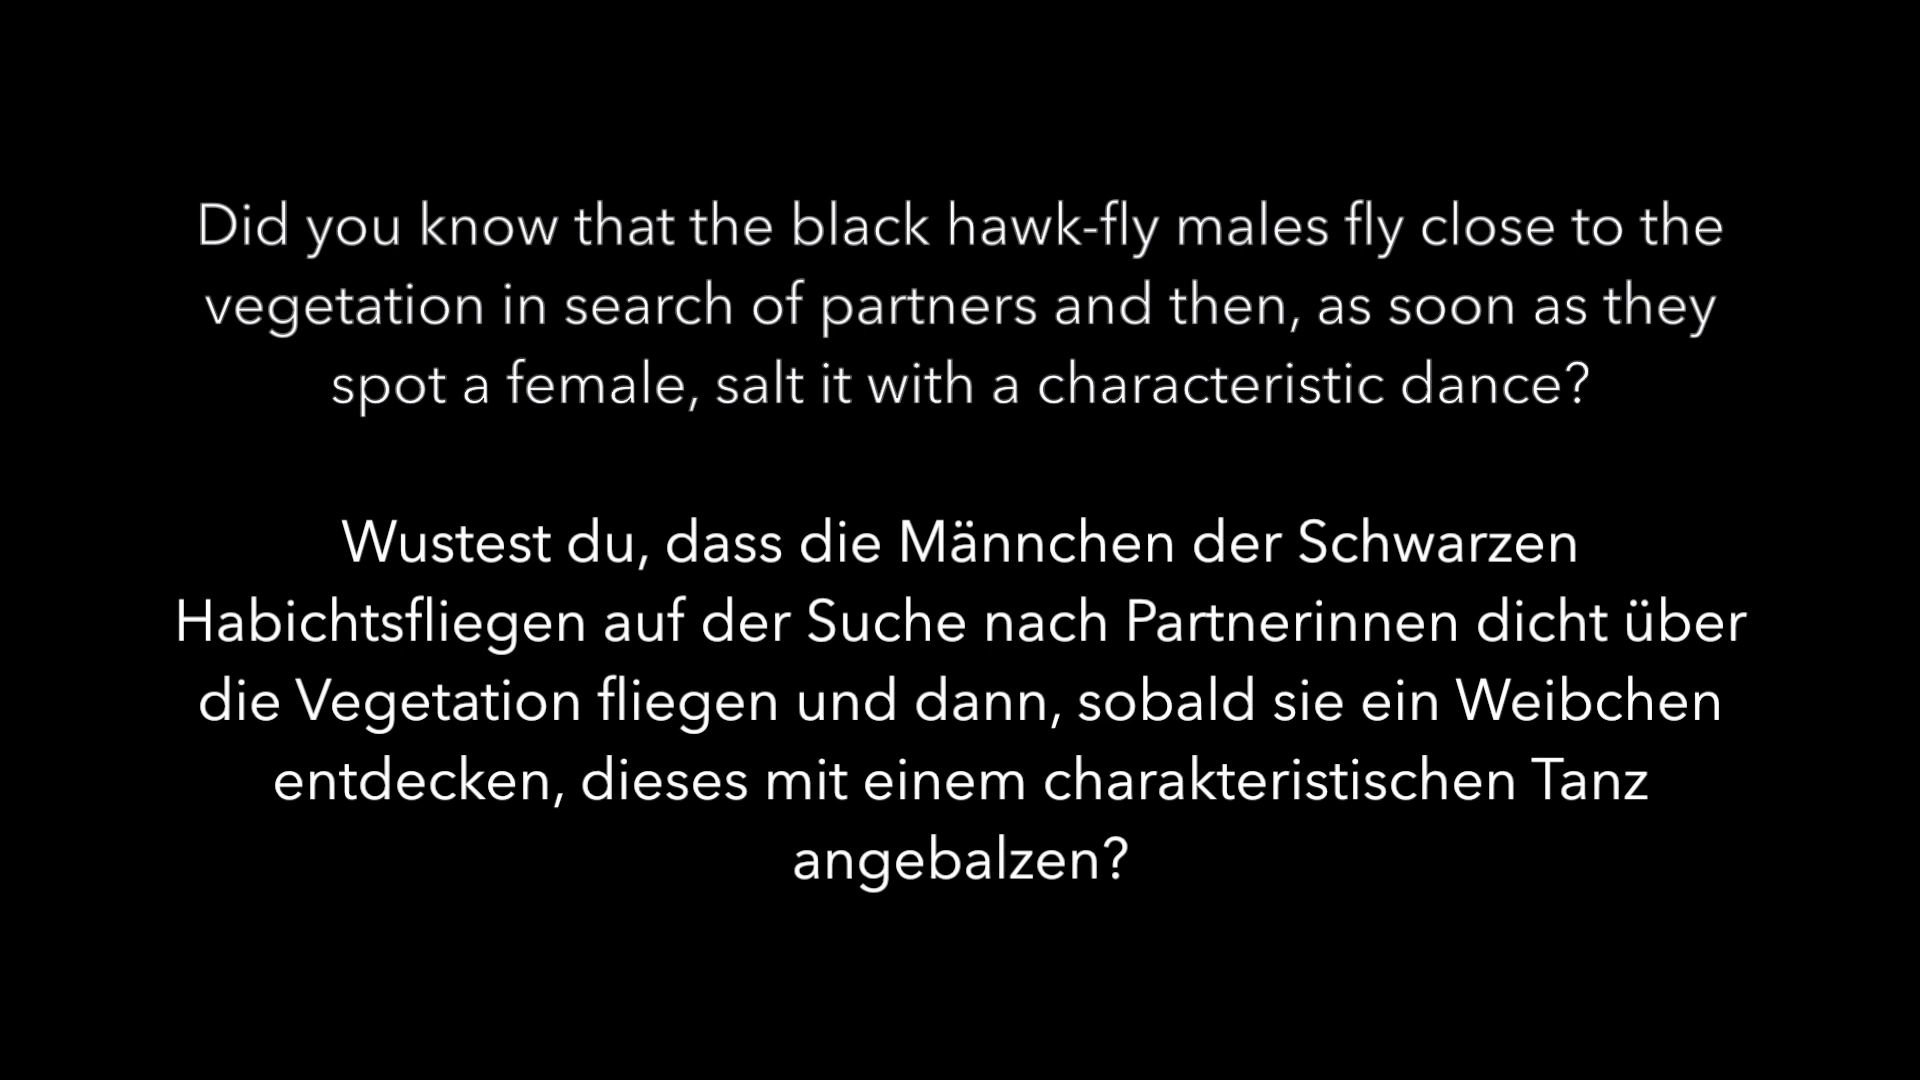 Did you know that the black hawk-fly males fly close to the
vegetation in search of partners and then, as soon as they
spot a female, salt it with a characteristic dance?
Wustest du, dass die Männchen der Schwarzen
Habichtsfliegen auf der Suche nach Partnerinnen dicht über
die Vegetation fliegen und dann, sobald sie ein Weibchen
entdecken, dieses mit einem charakteristischen Tanz
angebalzen?